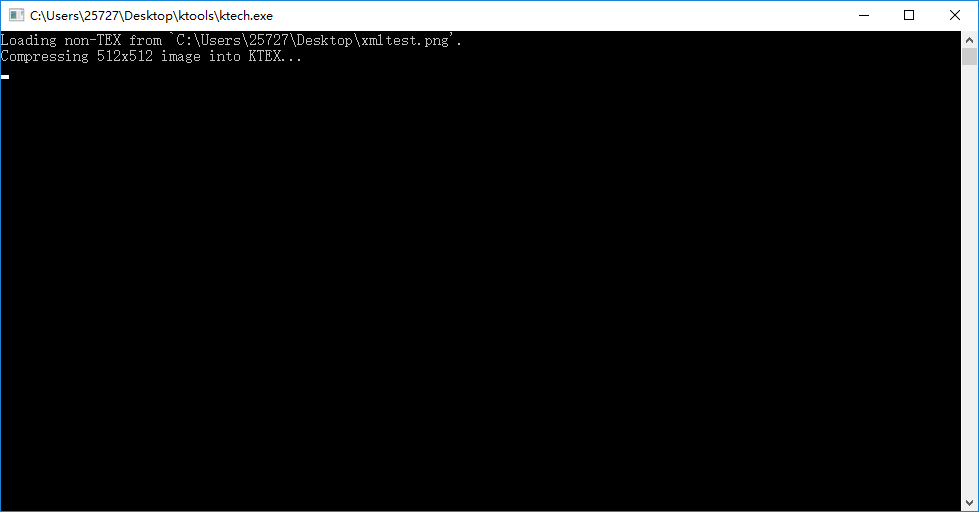 C:\Users\25727\Desktop\ktools\ktech.exe
Loading non-TEX from `C:\Users\25727\Desktop\xmltest.png'.
Compressing 512x512 image into KTEX...